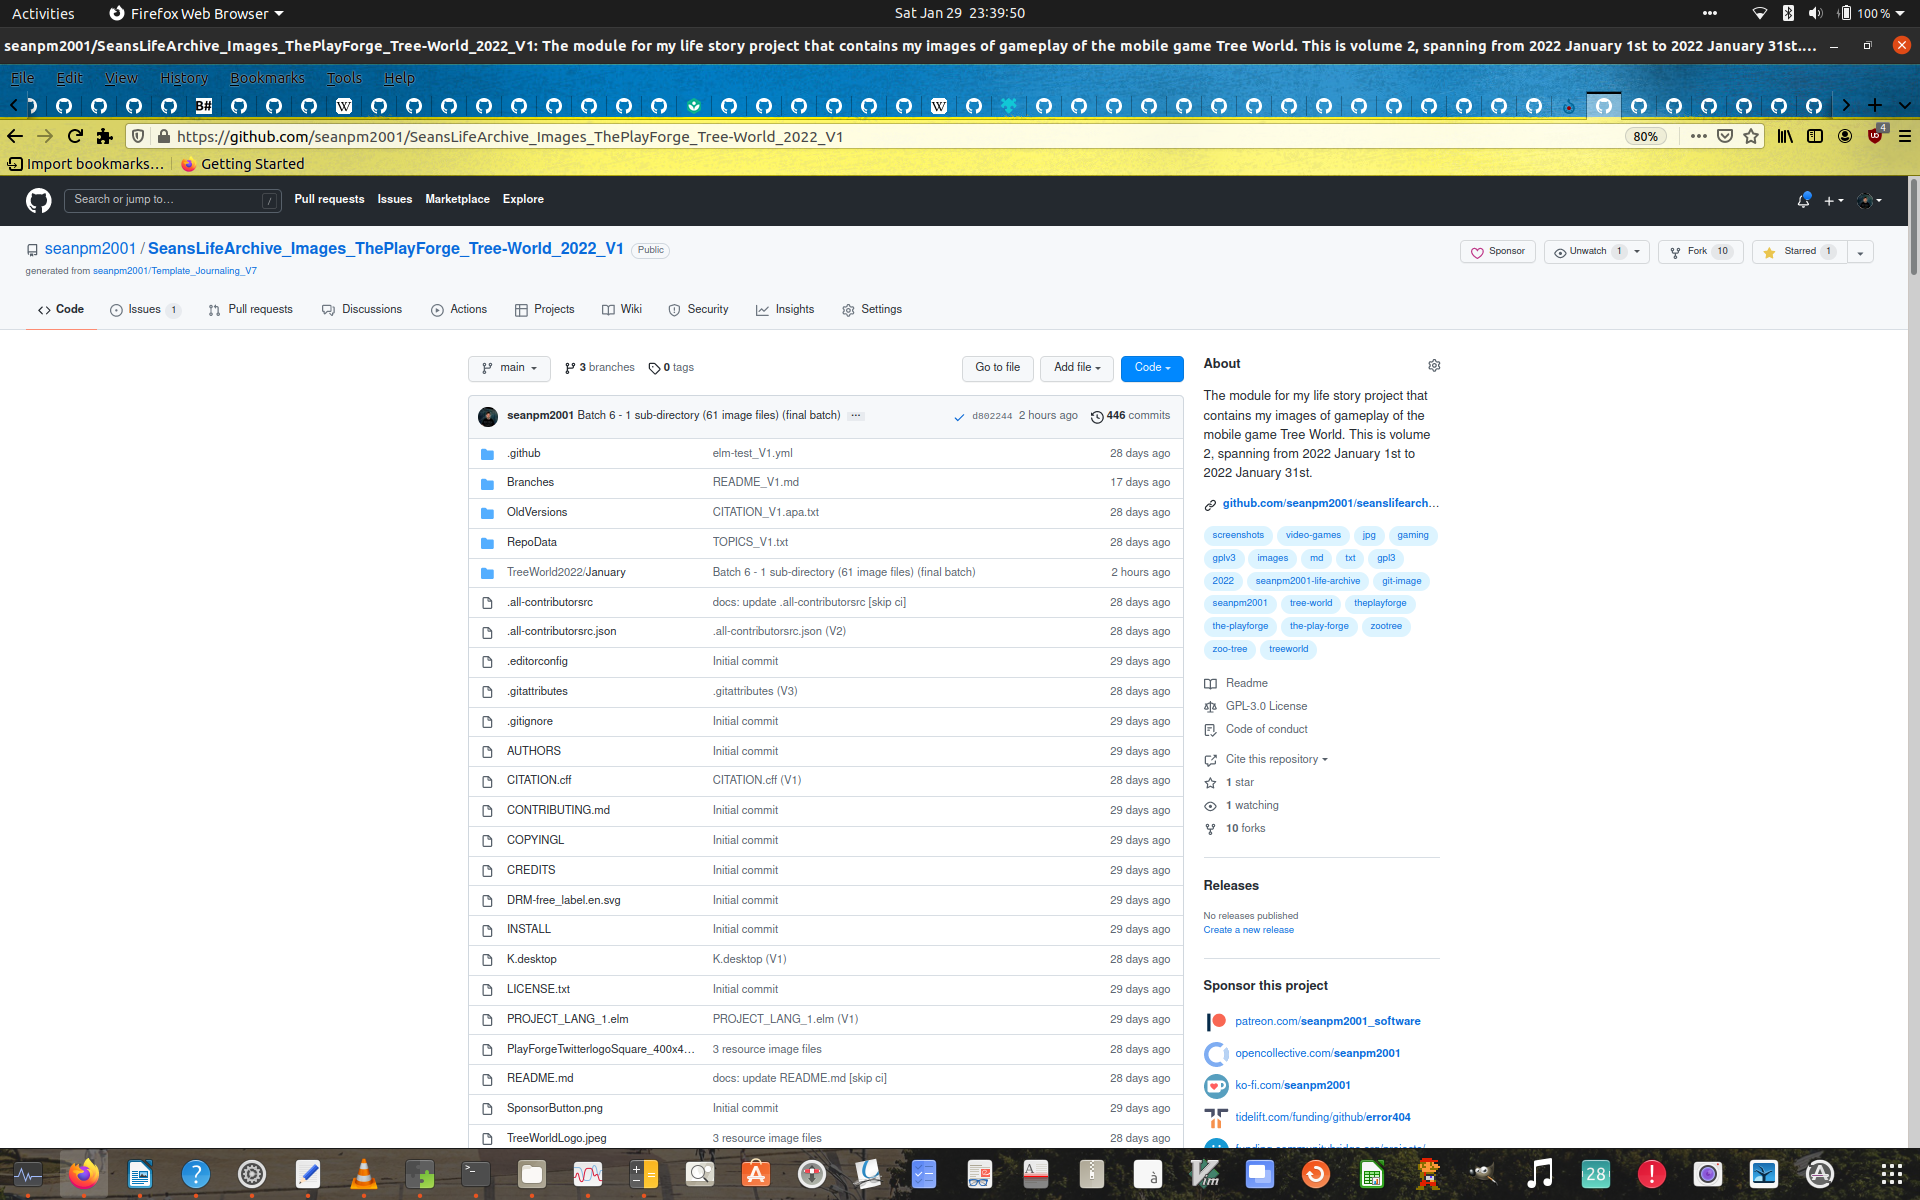 Activities
Firefox Web Browser
Sat Jan 29 23:39:50
100 %
seanpm2001/SeansLifeArchive_Images_ThePlayForge_Tree-World_2022_V1: The module for my life story project that contains my images of gameplay of the mobile game Tree World. This is volume 2, spanning from 2022 January 1st to 2022 January 31st....
File Edit View History Bookmarks Tools Help
B# W W
https://github.com/seanpm2001/SeansLifeArchive_Images_ThePlayForge_Tree-World_2022_V1
80%
4
Import bookmarks...
Getting Started
Search or jump to...
/
Pull requests Issues Marketplace Explore
seanpm2001 / SeansLifeArchive_Images_ThePlayForge_Tree-World_2022_V1 Public
generated from seanpm2001/Template_Journaling_V7
Sponsor
Unwatch 1
Fork 10
Starred 1
Code
Issues 1
Pull requests
Discussions
Actions
Projects
Wiki
Security
Insights
Settings
main
3 branches
0 tags
Go to file
Add file
Code
seanpm2001 Batch 6 - 1 sub-directory (61 image files) (final batch) ... d802244 2 hours ago 446 commits
.github elm-test_V1.yml 28 days ago
Branches README_V1.md 17 days ago
OldVersions CITATION_V1.apa.txt 28 days ago
RepoData TOPICS_V1.txt 28 days ago
TreeWorld2022/January Batch 6 - 1 sub-directory (61 image files) (final batch) 2 hours ago
.all-contributorsrc docs: update .all-contributorsrc [skip ci] 28 days ago
.all-contributorsrc.json .all-contributorsrc.json (V2) 28 days ago
.editorconfig Initial commit 29 days ago
.gitattributes .gitattributes (V3) 28 days ago
.gitignore Initial commit 29 days ago
AUTHORS Initial commit 29 days ago
CITATION.cff CITATION.cff (V1) 28 days ago
CONTRIBUTING.md Initial commit 29 days ago
COPYINGL Initial commit 29 days ago
CREDITS Initial commit 29 days ago
DRM-free_label.en.svg Initial commit 29 days ago
INSTALL Initial commit 29 days ago
K.desktop K.desktop (V1) 28 days ago
LICENSE.txt Initial commit 29 days ago
PROJECT_LANG_1.elm PROJECT_LANG_1.elm (V1) 29 days ago
PlayForgeTwitterlogoSquare_400x4... 3 resource image files 28 days ago
README.md docs: update README.md [skip ci] 28 days ago
SponsorButton.png Initial commit 29 days ago
TreeWorldLogo.jpeg 3 resource image files 28 days ago
About
The module for my life story project that
contains my images of gameplay of the
mobile game Tree World. This is volume
2, spanning from 2022 January 1st to
2022 January 31st.
github.com/seanpm2001/seanslifearch...
screenshots video-games jpg gaming
gplv3 images md txt gpl3
2022 seanpm2001-life-archive git-image
seanpm2001 tree-world theplayforge
the-playforge the-play-forge zootree
zoo-tree treeworld
Readme
GPL-3.0 License
Code of conduct
Cite this repository
1 star
1 watching
10 forks
Releases
No releases published
Create a new release
Sponsor this project
patreon.com/seanpm2001_software
opencollective.com/seanpm2001
ko-fi.com/seanpm2001
tidelift.com/funding/github/error404
28